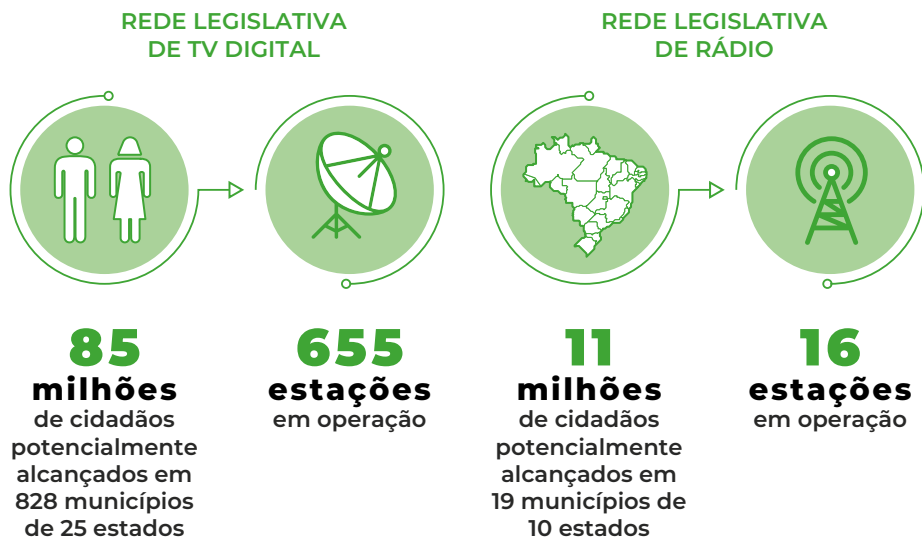 REDE LEGISLATIVA
DE TV DIGITAL
85
milhões
de cidadãos
potencialmente
alcançados em
828 municípios
de 25 estados
655
estações
em operação
REDE LEGISLATIVA
DE RÁDIO
11
milhões
de cidadãos
potencialmente
alcançados em
19 municípios de
10 estados
16
estações
em operação